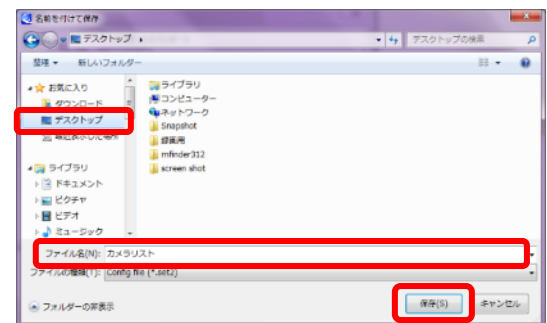 名前を付けて保存
デスクトップ
デスクトップの検索
整理 新しいフォルダー
お気に入り
ダウンロード
デスクトップ
最近表示した場所
ライブラリ
ドキュメント
ピクチャ
ビデオ
ミュージック
ライブラリ
コンピューター
ネットワーク
Snapshot
録画用
mfinder312
screen shot
ファイル名(N): カメラリスト
ファイルの種類(T): Config file (*.set2)
フォルダーの非表示
保存(S) キャンセル